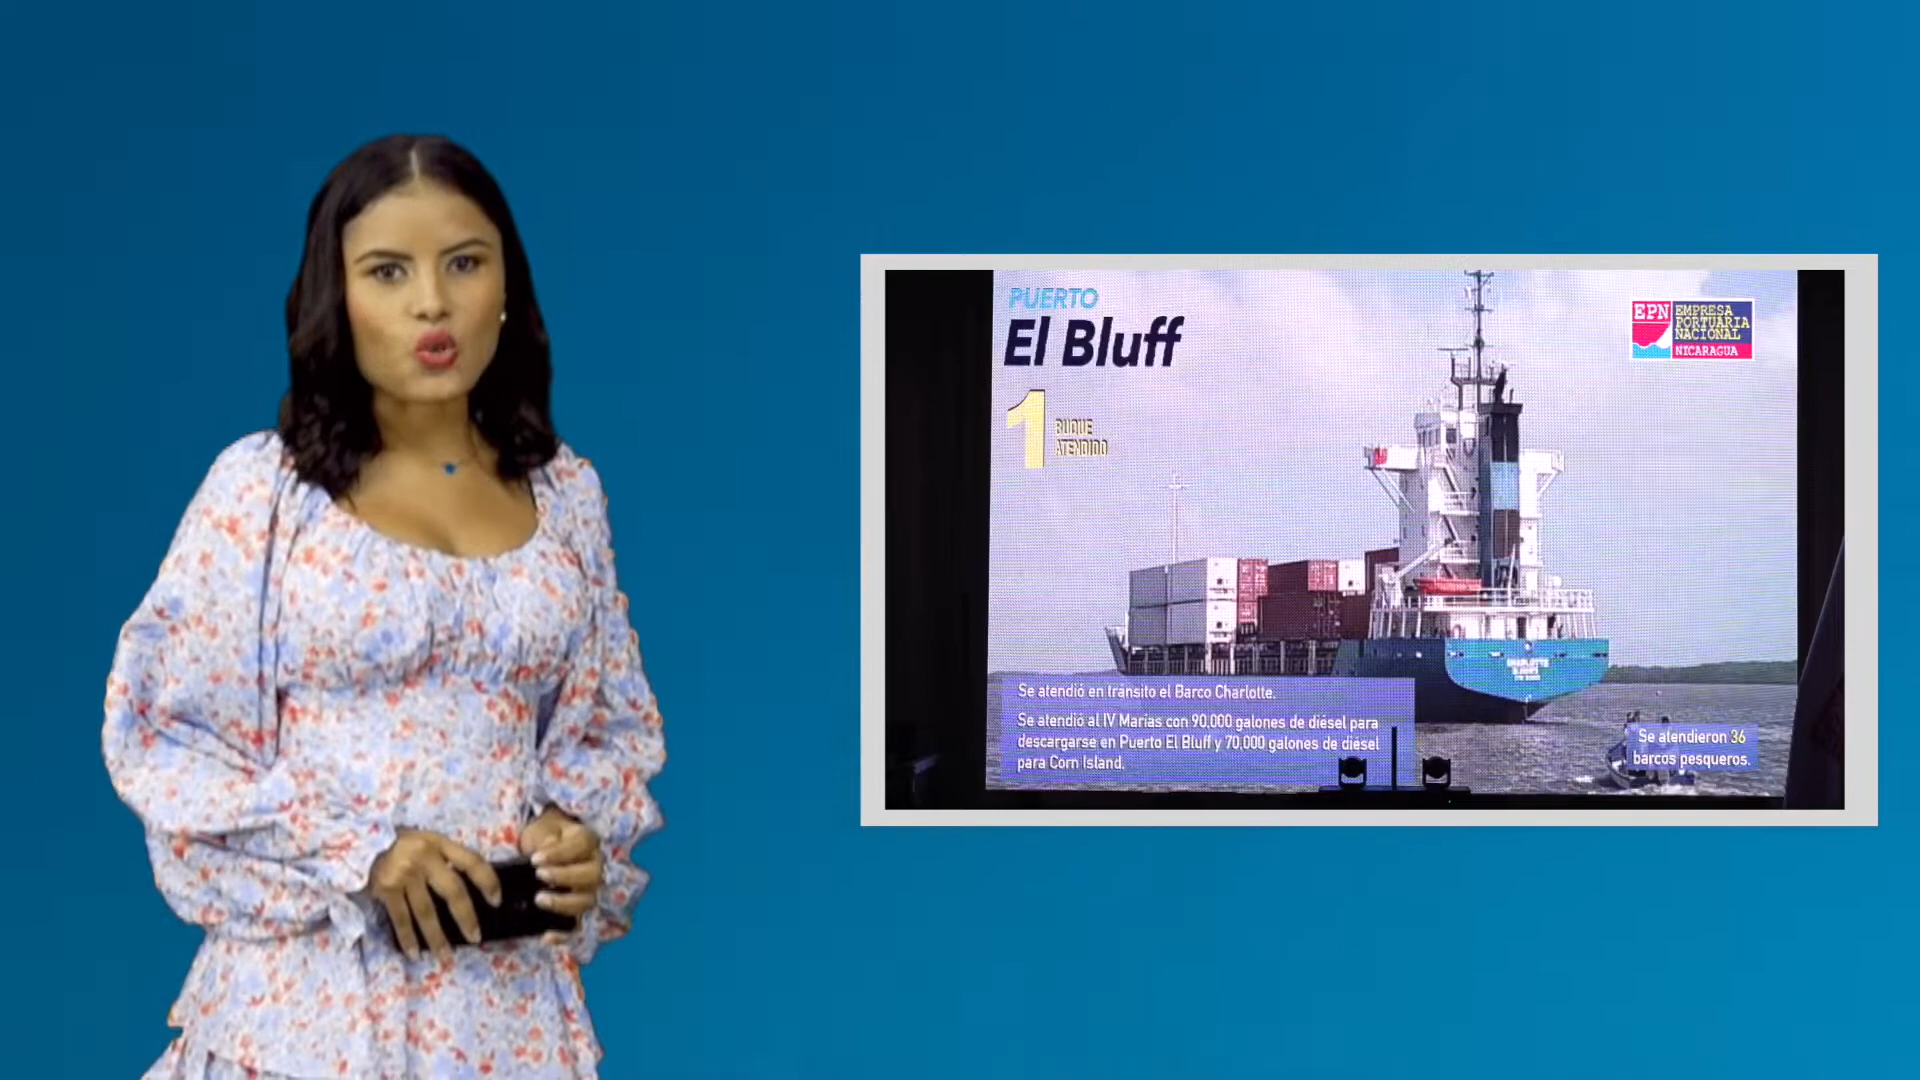 PUERTO
El Bluff
1
BUQUE
ATENDIDO
EPN
EMPRESA
PORTUARIA
NACIONAL
NICARAGUA
CHARLOTTE
Se atendió en tránsito el Barco Charlotte.
Se atendió al IV Marías con 90,000 galones de diésel para
descargarse en Puerto El Bluff y 70,000 galones de diésel
para Corn Island.
Se atendieron 36
barcos pesqueros.